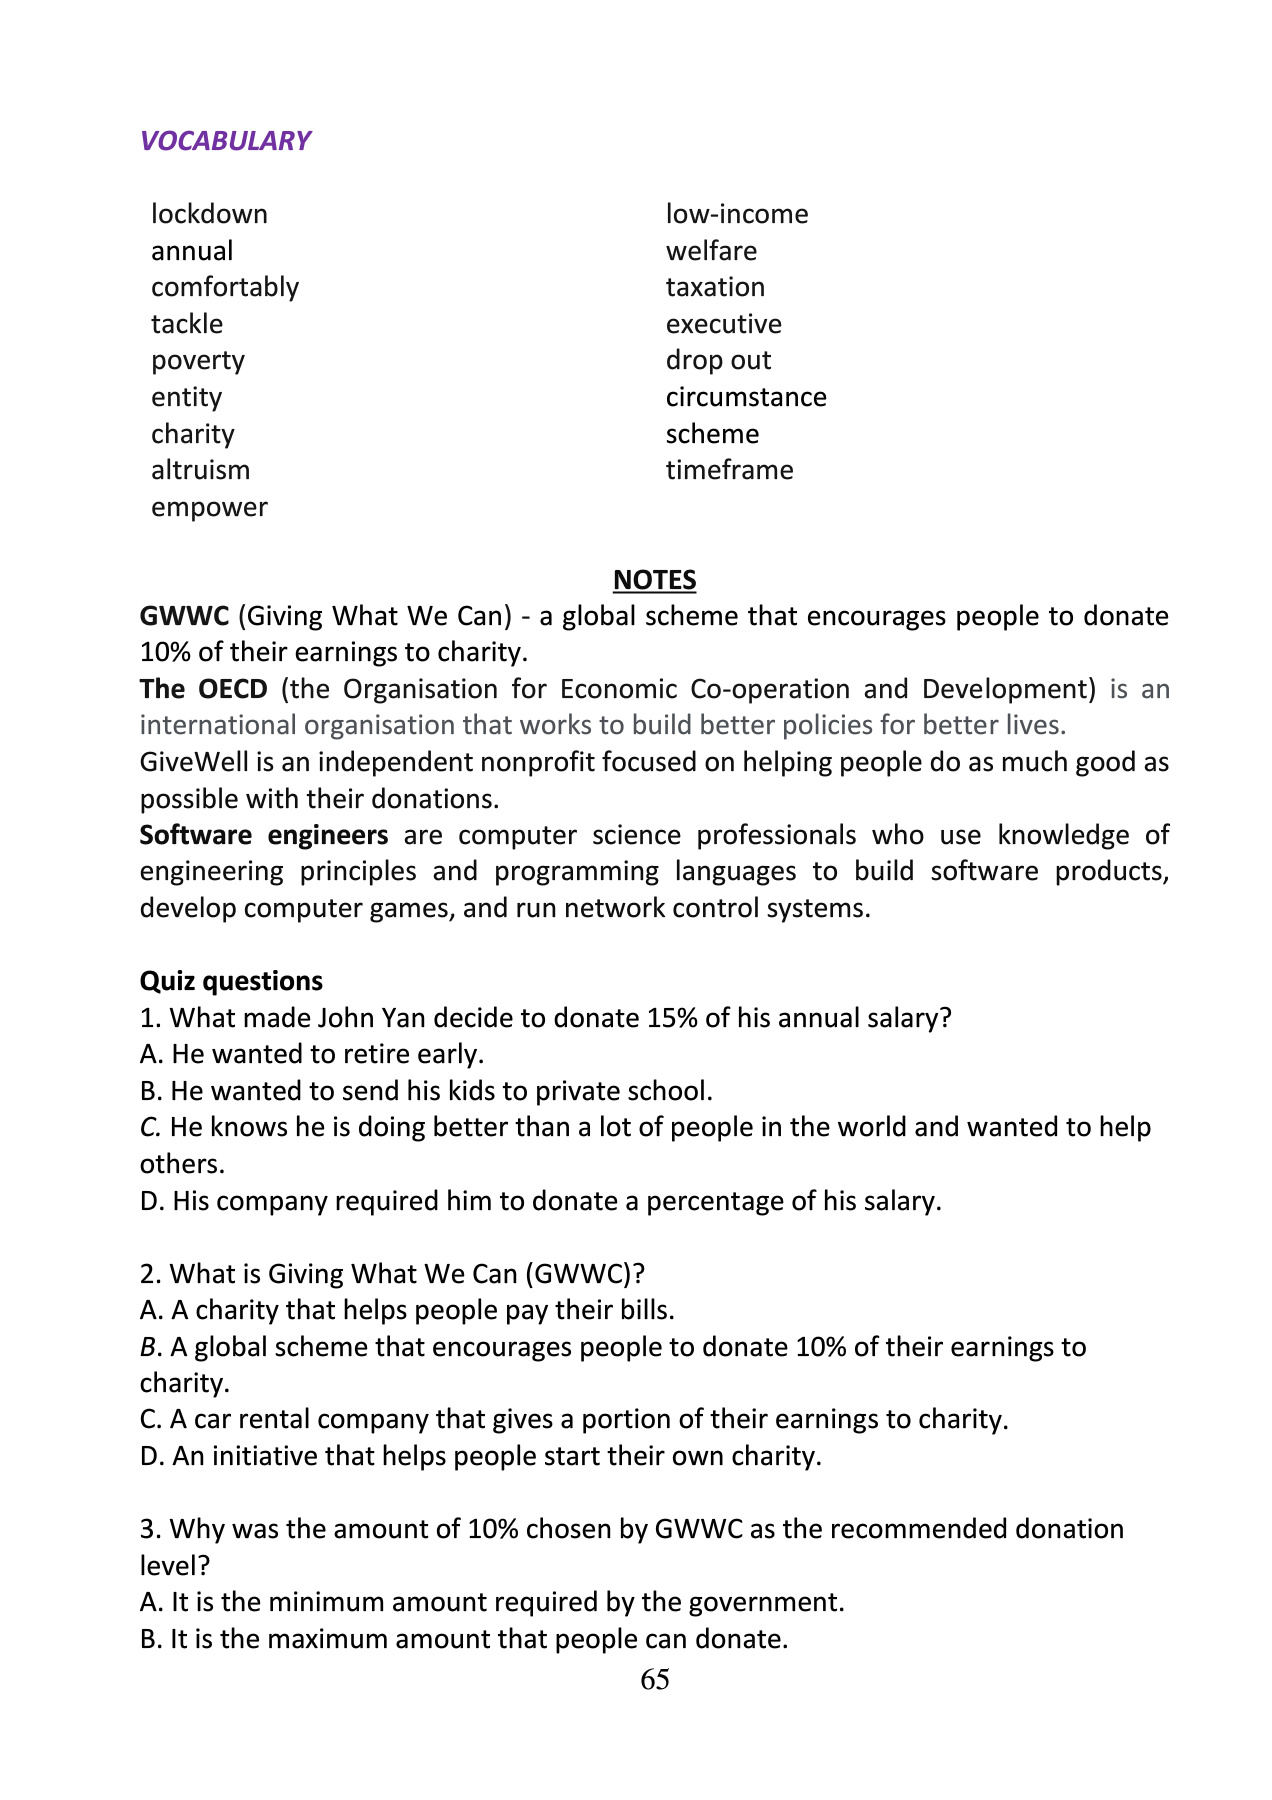 VOCABULARY
lockdown
annual
comfortably
tackle
poverty
entity
charity
altruism
empower
low-income
welfare
taxation
executive
drop out
circumstance
scheme
timeframe
NOTES
GWWC (Giving What We Can) - a global scheme that encourages people to donate
10% of their earnings to charity.
The OECD (the Organisation for Economic Co-operation and Development) is an
international organisation that works to build better policies for better lives.
GiveWell is an independent nonprofit focused on helping people do as much good as
possible with their donations.
Software engineers are computer science professionals who use knowledge of
engineering principles and programming languages to build software products,
develop computer games, and run network control systems.
Quiz questions
1. What made John Yan decide to donate 15% of his annual salary?
A. He wanted to retire early.
B. He wanted to send his kids to private school.
C. He knows he is doing better than a lot of people in the world and wanted to help
others.
D. His company required him to donate a percentage of his salary.
2. What is Giving What We Can (GWWC)?
A. A charity that helps people pay their bills.
B. A global scheme that encourages people to donate 10% of their earnings to
charity.
C. A car rental company that gives a portion of their earnings to charity.
D. An initiative that helps people start their own charity.
3. Why was the amount of 10% chosen by GWWC as the recommended donation
level?
A. It is the minimum amount required by the government.
B. It is the maximum amount that people can donate.
65